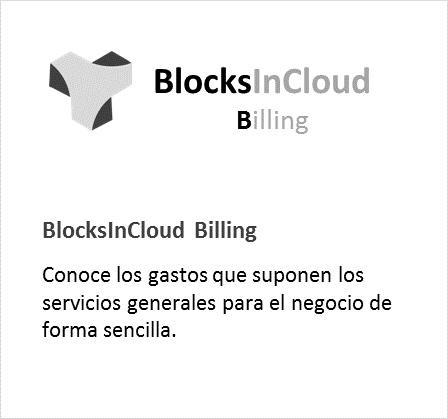 BlocksInCloud
Billing
BlocksInCloud Billing
Conoce los gastos que suponen los
servicios generales para el negocio de
forma sencilla.